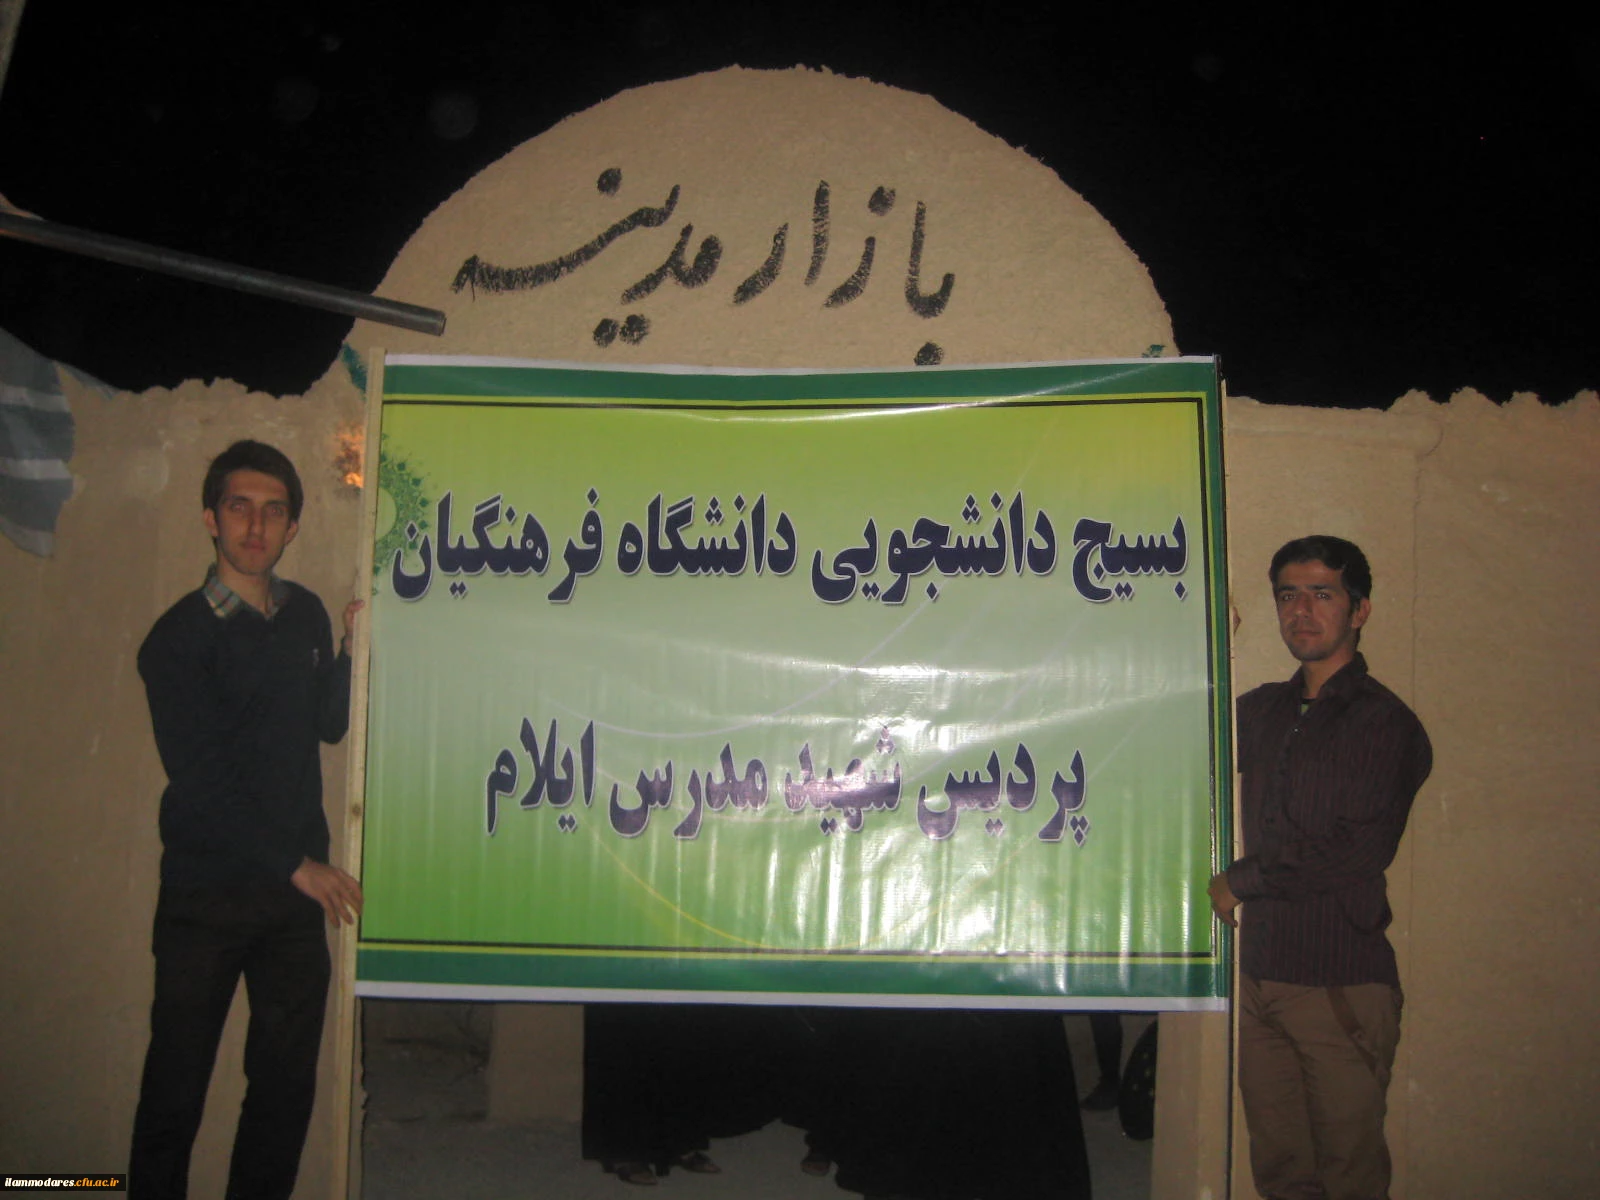 بازار مدینه
بسیج دانشجویی دانشگاه فرهنگیان
پردیس شهید مدرس ایلام
ilammodares.cfu.ac.ir